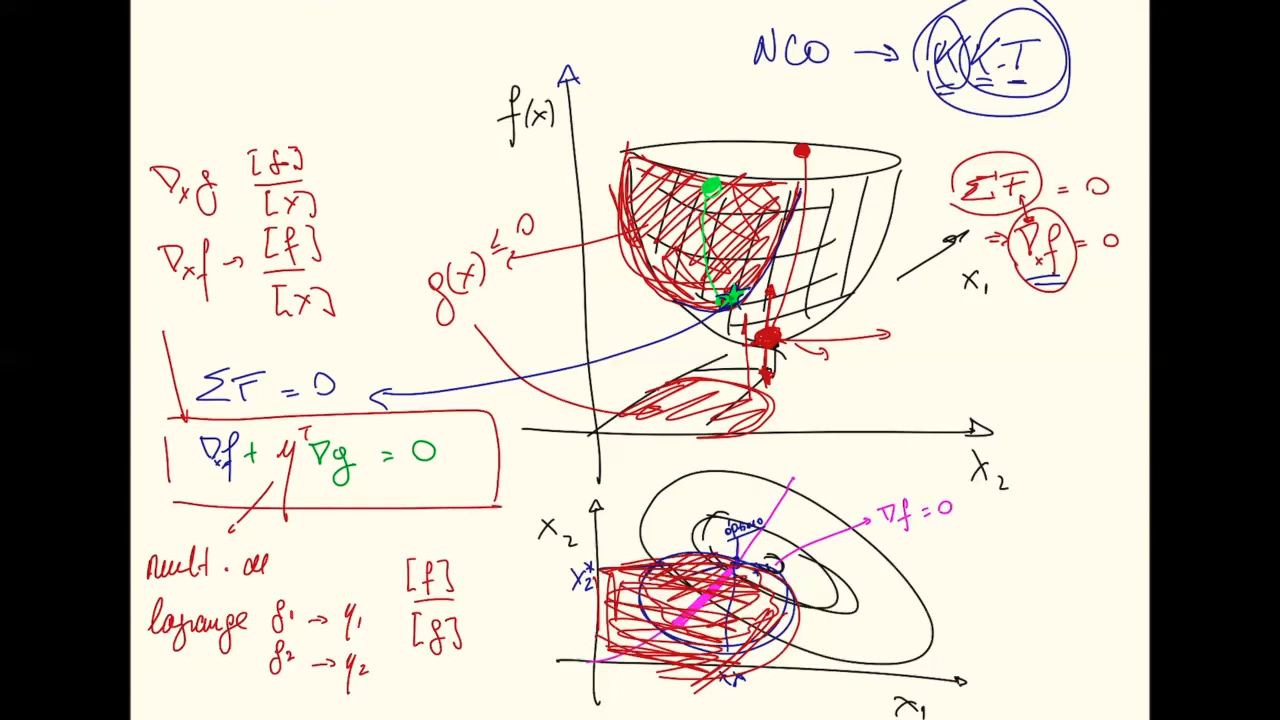 NCO → KK-T
f(x)
∇ₓg [g]/[x]
∇ₓf → [f]/[x]
g(x) ≤ 0
ΣF = 0
⇒ ∇ₓf = 0
x₁
ΣF = 0
∇ₓf + μᵀ∇g = 0
x₂
x₂
∇f = 0
x₂*
mult. de
lagrange g¹ → μ₁
g² → μ₂
[f]/[g]
x₁